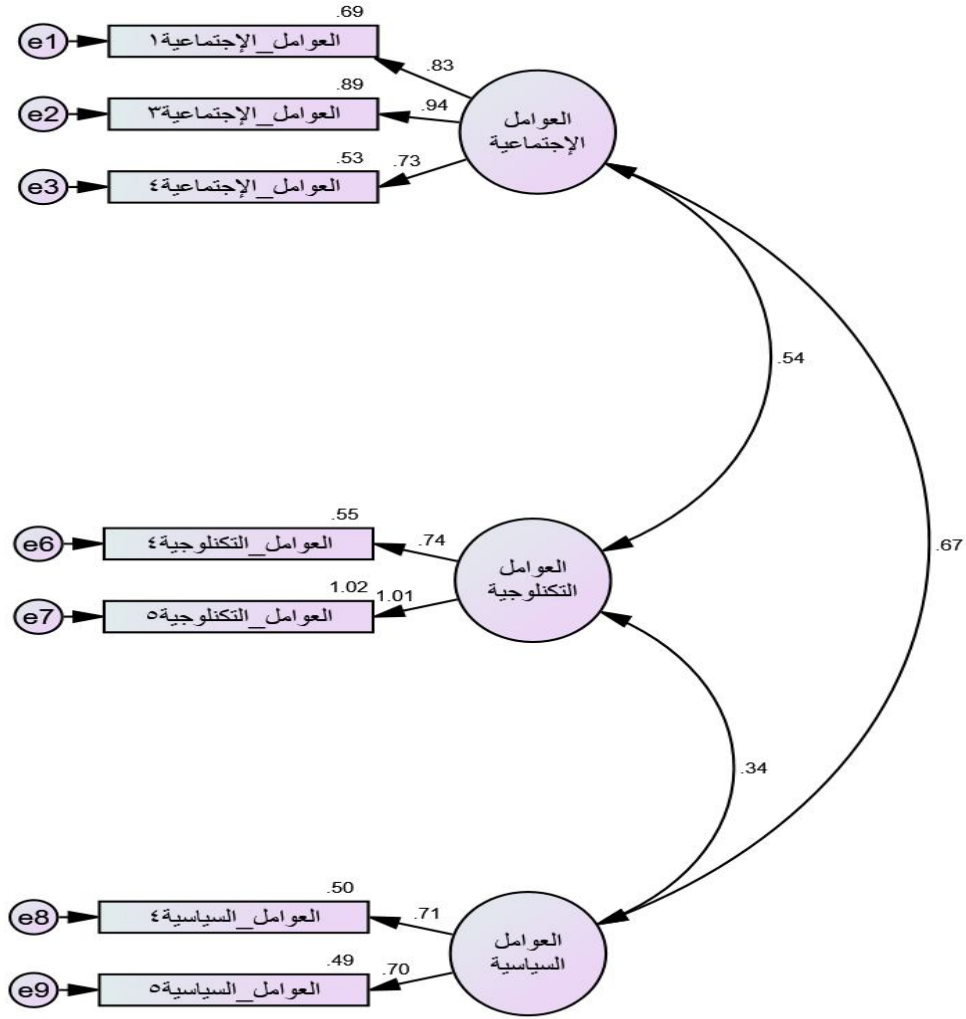 .69
e1
العوامل_الإجتماعية١
.83
.89
e2
العوامل_الإجتماعية٣
.94
العوامل
الإجتماعية
.53
e3
العوامل_الإجتماعية٤
.73
.54
.67
.55
e6
العوامل_التكنلوجية٤
.74
العوامل
التكنلوجية
1.02
1.01
e7
العوامل_التكنلوجية٥
.34
.50
e8
العوامل_السياسية٤
.71
العوامل
السياسية
.49
e9
العوامل_السياسية٥
.70